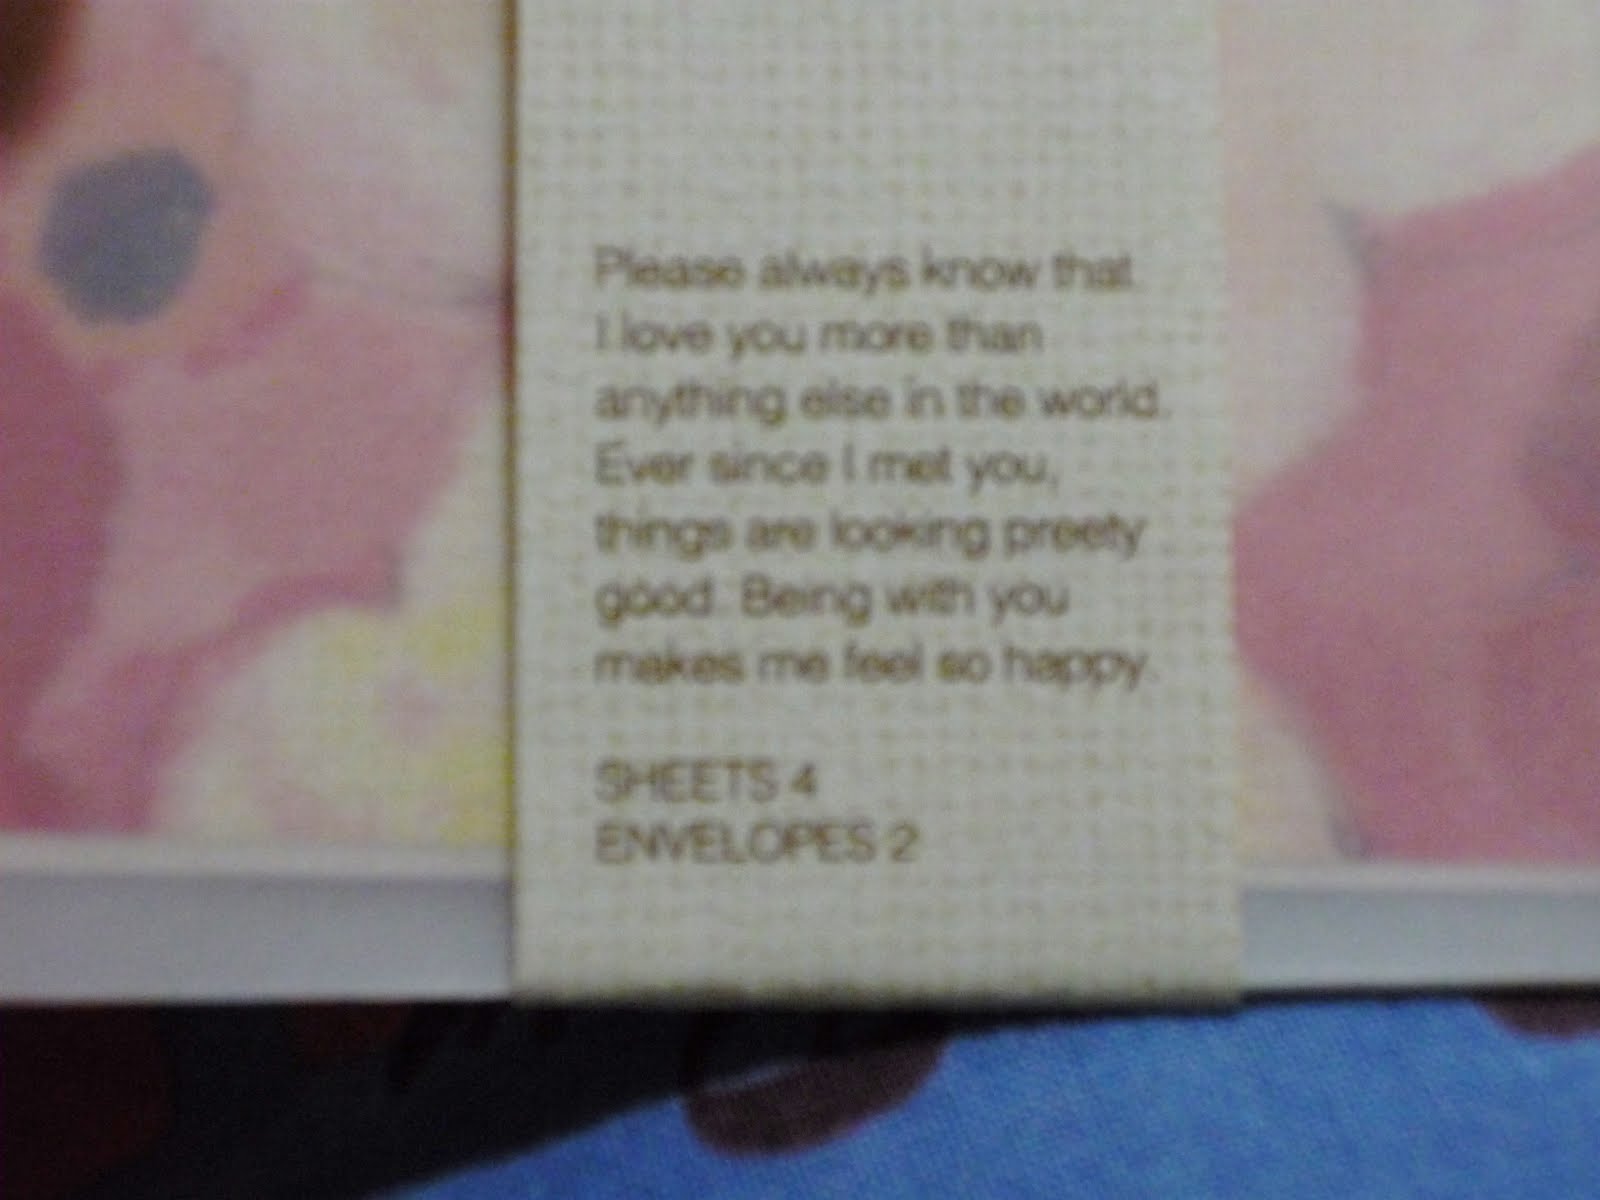 Please always know that
I love you more than
anything else in the world.
Ever since I met you,
things are looking preety
good. Being with you
makes me feel so happy.
SHEETS 4
ENVELOPES 2